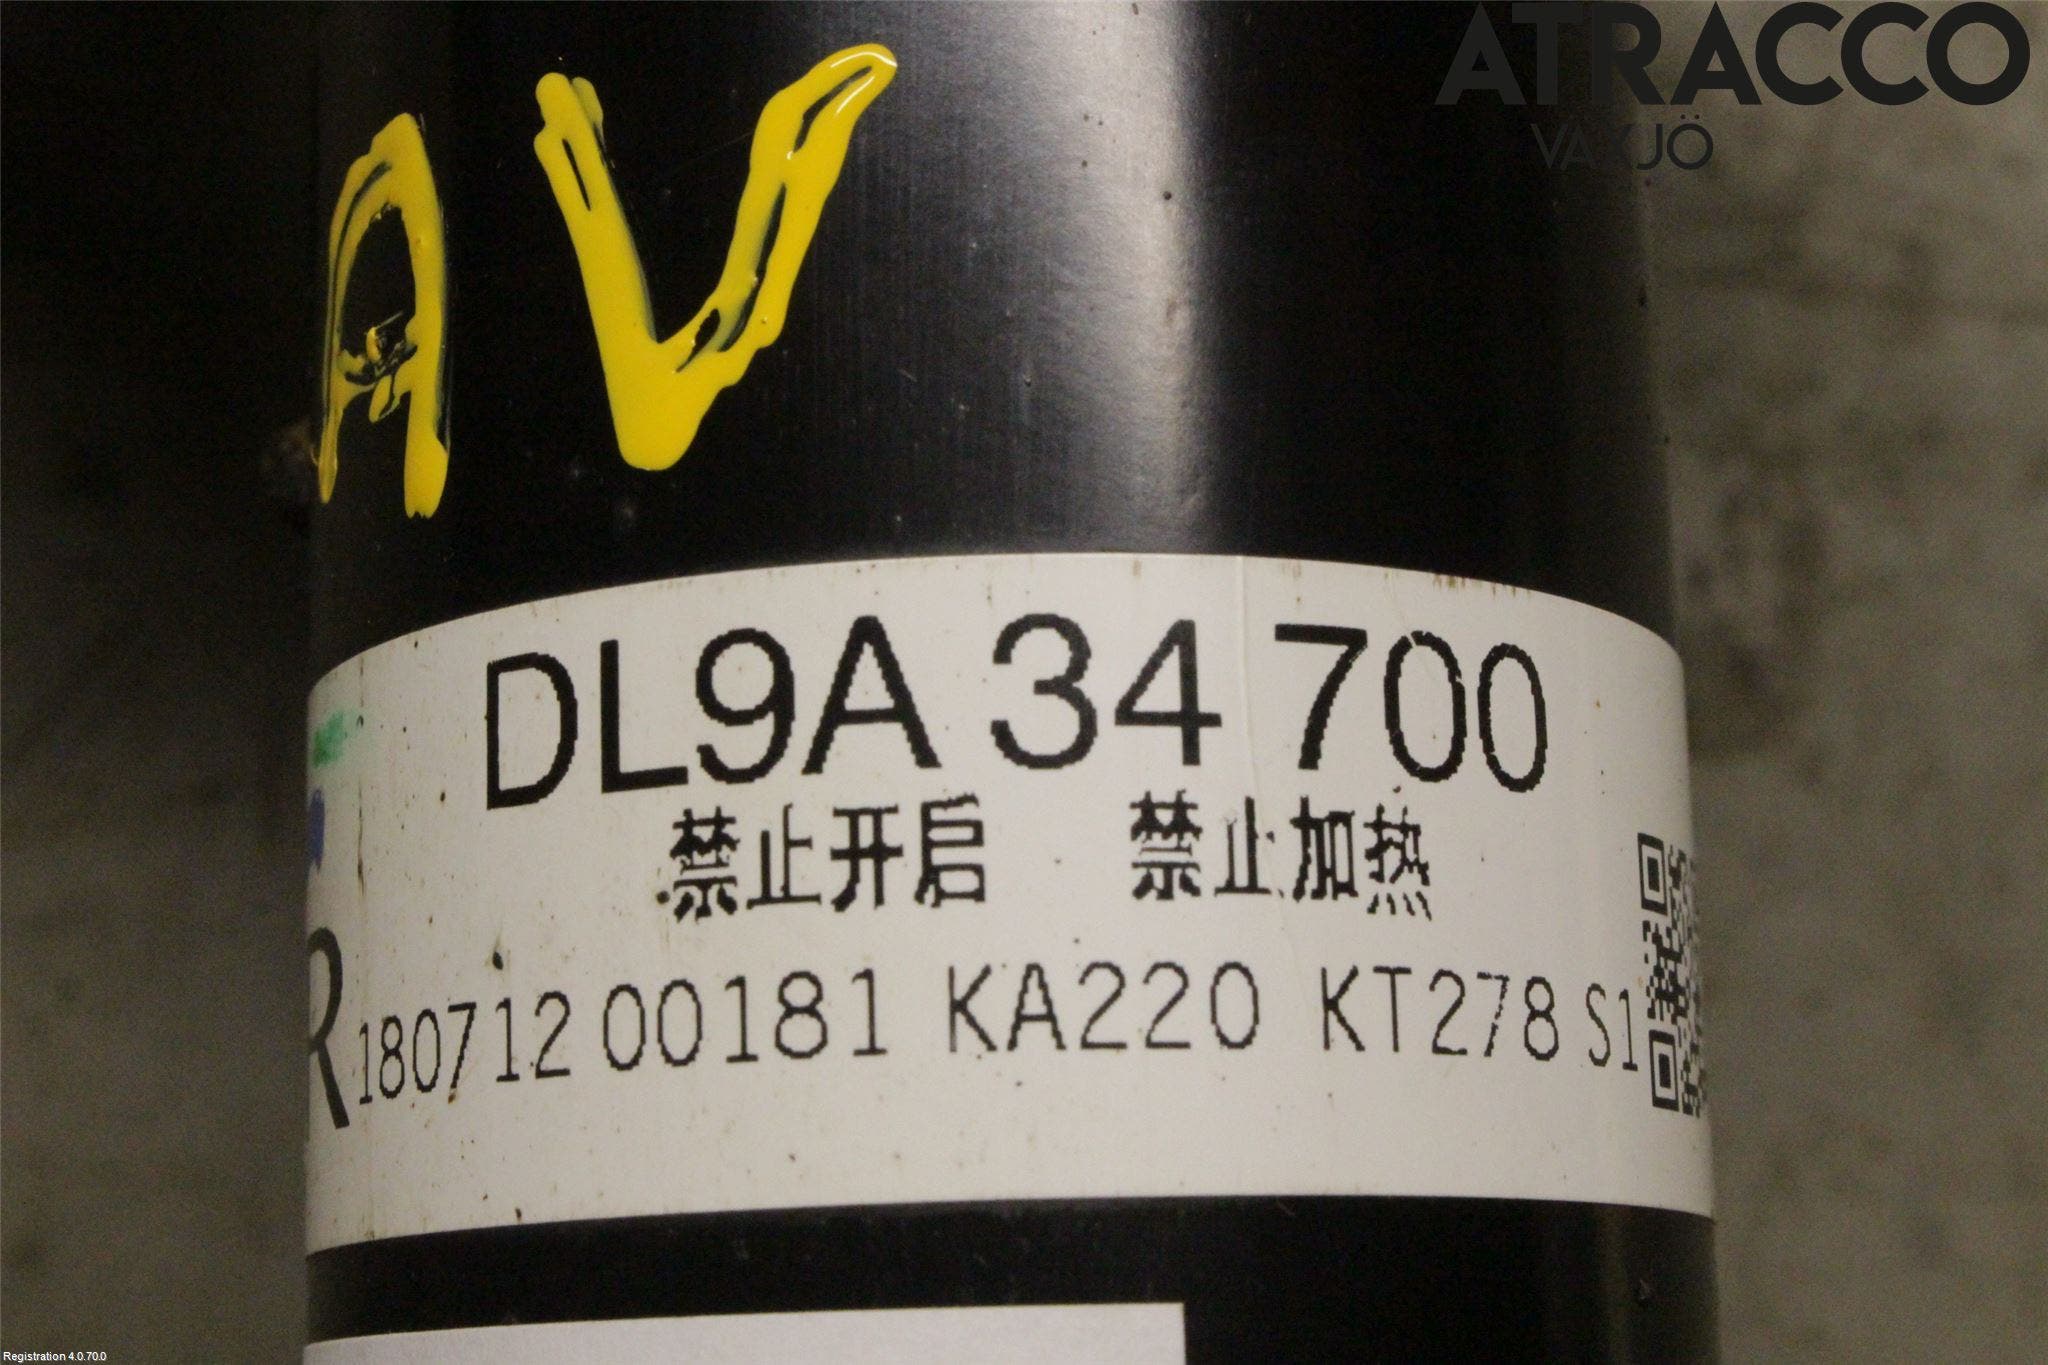 ATRACCO
VÄXJÖ
AV
DL9A 34 700
禁止开启 禁止加热
R 180712 00181 KA220 KT278 S1
Registration 4.0.70.0